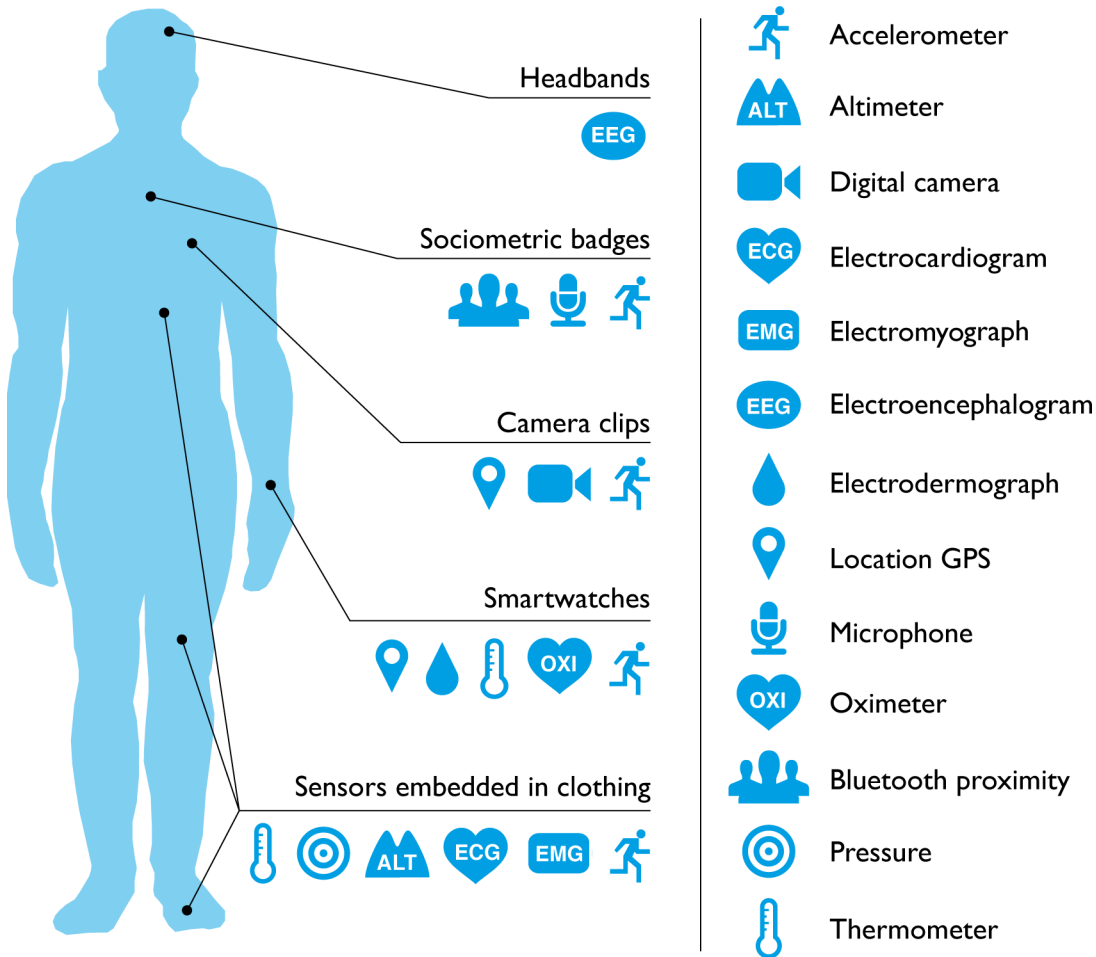 Headbands
EEG
Sociometric badges
Camera clips
Smartwatches
OXI
Sensors embedded in clothing
ALT
ECG
EMG
Accelerometer
ALT
Altimeter
Digital camera
ECG
Electrocardiogram
EMG
Electromyograph
EEG
Electroencephalogram
Electrodermograph
Location GPS
Microphone
OXI
Oximeter
Bluetooth proximity
Pressure
Thermometer